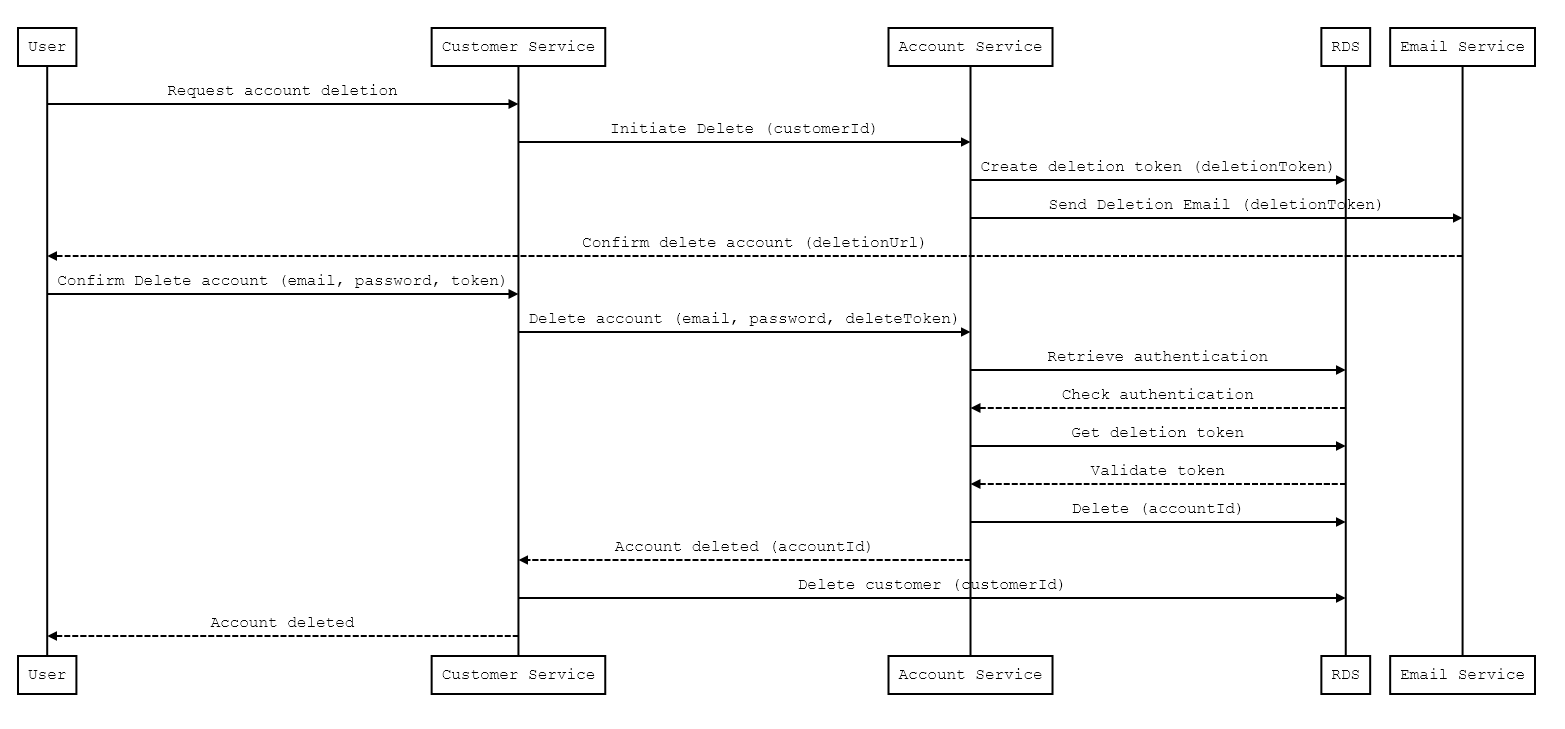 User
Customer Service
Account Service
RDS
Email Service
Request account deletion
Initiate Delete (customerId)
Create deletion token (deletionToken)
Send Deletion Email (deletionToken)
Confirm delete account (deletionUrl)
Confirm Delete account (email, password, token)
Delete account (email, password, deleteToken)
Retrieve authentication
Check authentication
Get deletion token
Validate token
Delete (accountId)
Account deleted (accountId)
Delete customer (customerId)
Account deleted
User
Customer Service
Account Service
RDS
Email Service